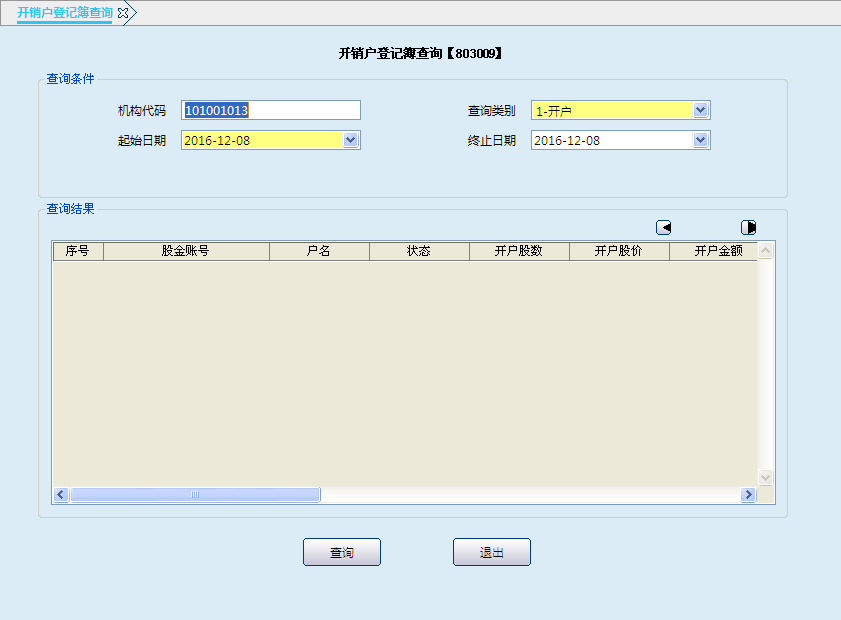 开销户登记簿查询
开销户登记簿查询【803009】
查询条件
机构代码 101001013 查询类别 1-开户
起始日期 2016-12-08 终止日期 2016-12-08
查询结果
序号 股金账号 户名 状态 开户股数 开户股价 开户金额
查询 退出